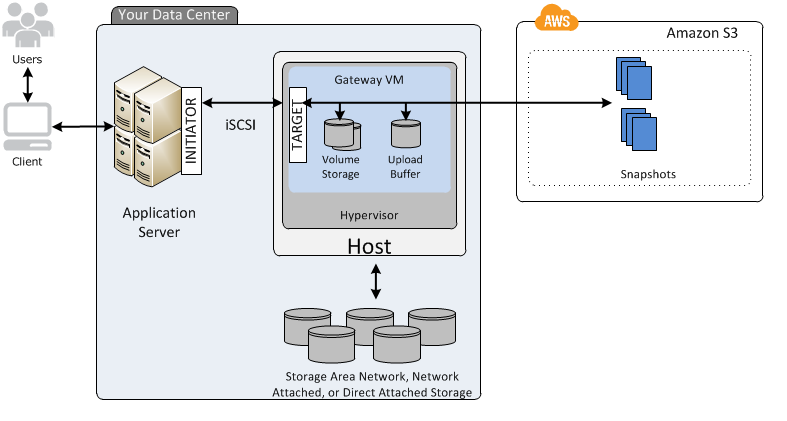 Your Data Center
AWS
Amazon S3
Users
Client
INITIATOR
iSCSI
TARGET
Gateway VM
Volume
Storage
Upload
Buffer
Hypervisor
Host
Application
Server
Snapshots
Storage Area Network, Network
Attached, or Direct Attached Storage